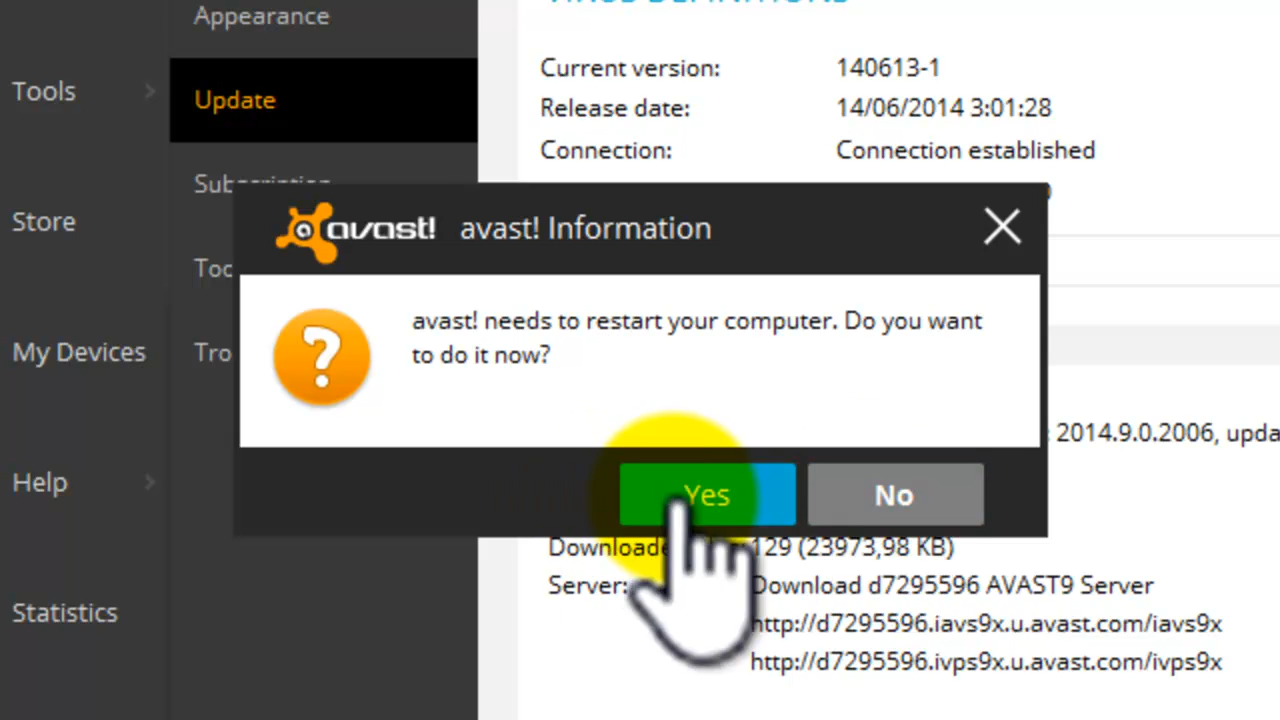 VIRUS DEFINITIONS
Appearance
Current version: 140613-1
Tools
Update
Release date: 14/06/2014 3:01:28
Connection: Connection established
Store
avast! avast! Information
avast! needs to restart your computer. Do you want
to do it now?
My Devices
2014.9.0.2006,
Help
Yes No
129 (23973,98 KB)
Server: Download d7295596 AVAST9 Server
Statistics
http://d7295596.iavs9x.u.avast.com/iavs9x
http://d7295596.ivps9x.u.avast.com/ivps9x